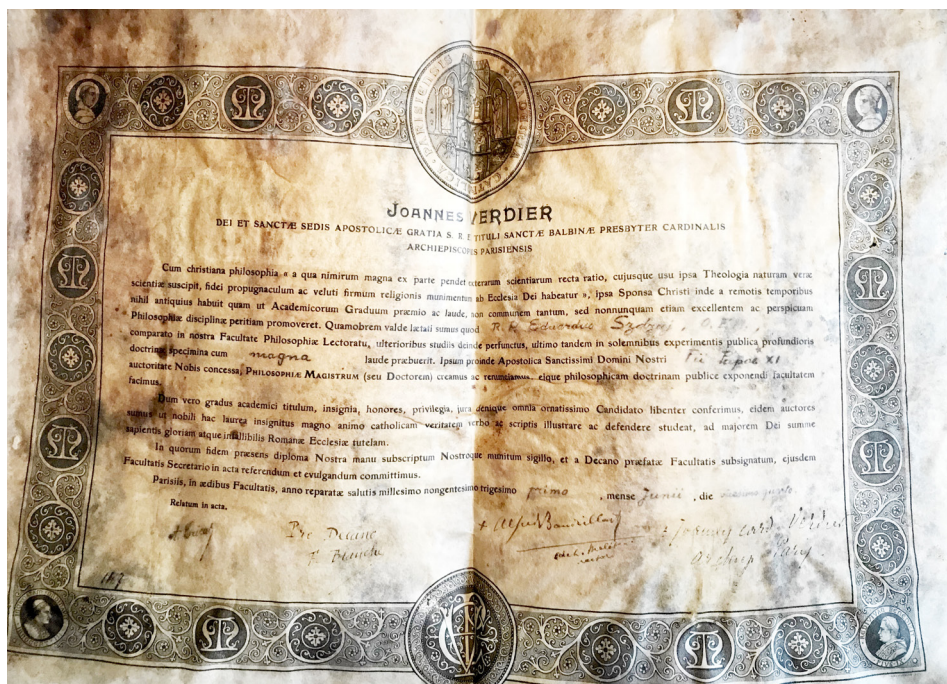 JOANNES VERDIER
DEI ET SANCTÆ SEDIS APOSTOLICÆ GRATIA S. R. E TITULI SANCTÆ BALBINÆ PRESBYTER CARDINALIS
ARCHIEPISCOPUS PARISIENSIS
Cum christiana philosophia « a qua nimirum magna ex parte pendet cæterarum scientiarum recta ratio, cujusque usu ipsa Theologia naturam veræ
scientiæ suscipit, fidei propugnaculum ac veluti firmum religionis munimentum ab Ecclesia Dei habeatur », ipsa Sponsa Christi inde a remotis temporibus
nihil antiquius habuit quam ut Academicorum Graduum præmio ac laude, non communem tantum, sed nonnunquam etiam excellentem ac perspicuam
Philosophiæ disciplinæ peritiam promoveret. Quamobrem valde lætati sumus quod R. P. Eduardus
comparato in nostra Facultate Philosophiæ Lectoratu, ulterioribus studiis deinde perfunctus, ultimo tandem in solemnibus experimentis publica profundioris
doctrinæ specimina cum magna laude præbuerit. Ipsum proinde Apostolica Sanctissimi Domini Nostri Pii Papæ XI
auctoritate Nobis concessa, PHILOSOPHIÆ MAGISTRUM (seu Doctorem) creamus ac renuntiamus, eique philosophicam doctrinam publice exponendi facultatem
facimus.
Dum vero gradus academici titulum, insignia, honores, privilegia, jura denique omnia ornatissimo Candidato libenter conferimus, eidem auctores
sumus ut nobili hac laurea insignitus magno animo catholicam veritatem verbo ac scriptis illustrare ac defendere studeat, ad majorem Dei summe
sapientis gloriam atque infallibilis Romanæ Ecclesiæ tutelam.
In quorum fidem præsens diploma Nostra manu subscriptum Nostroque munitum sigillo, et a Decano præfatæ Facultatis subsignatum, ejusdem
Facultatis Secretario in acta referendum et evulgandum committimus.
Parisiis, in ædibus Facultatis, anno reparatæ salutis millesimo nongentesimo trigesimo primo, mense Junii, die
Relatum in acta,
Pro Decano
F. Blanche
+ Alfred Baudrillart